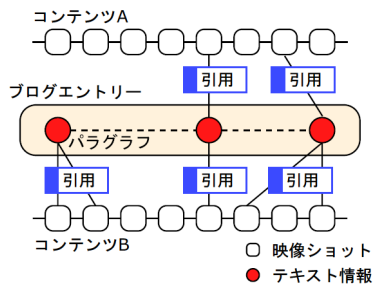 コンテンツA
引用 引用
ブログエントリー
パラグラフ
引用 引用 引用
コンテンツB
映像ショット
テキスト情報